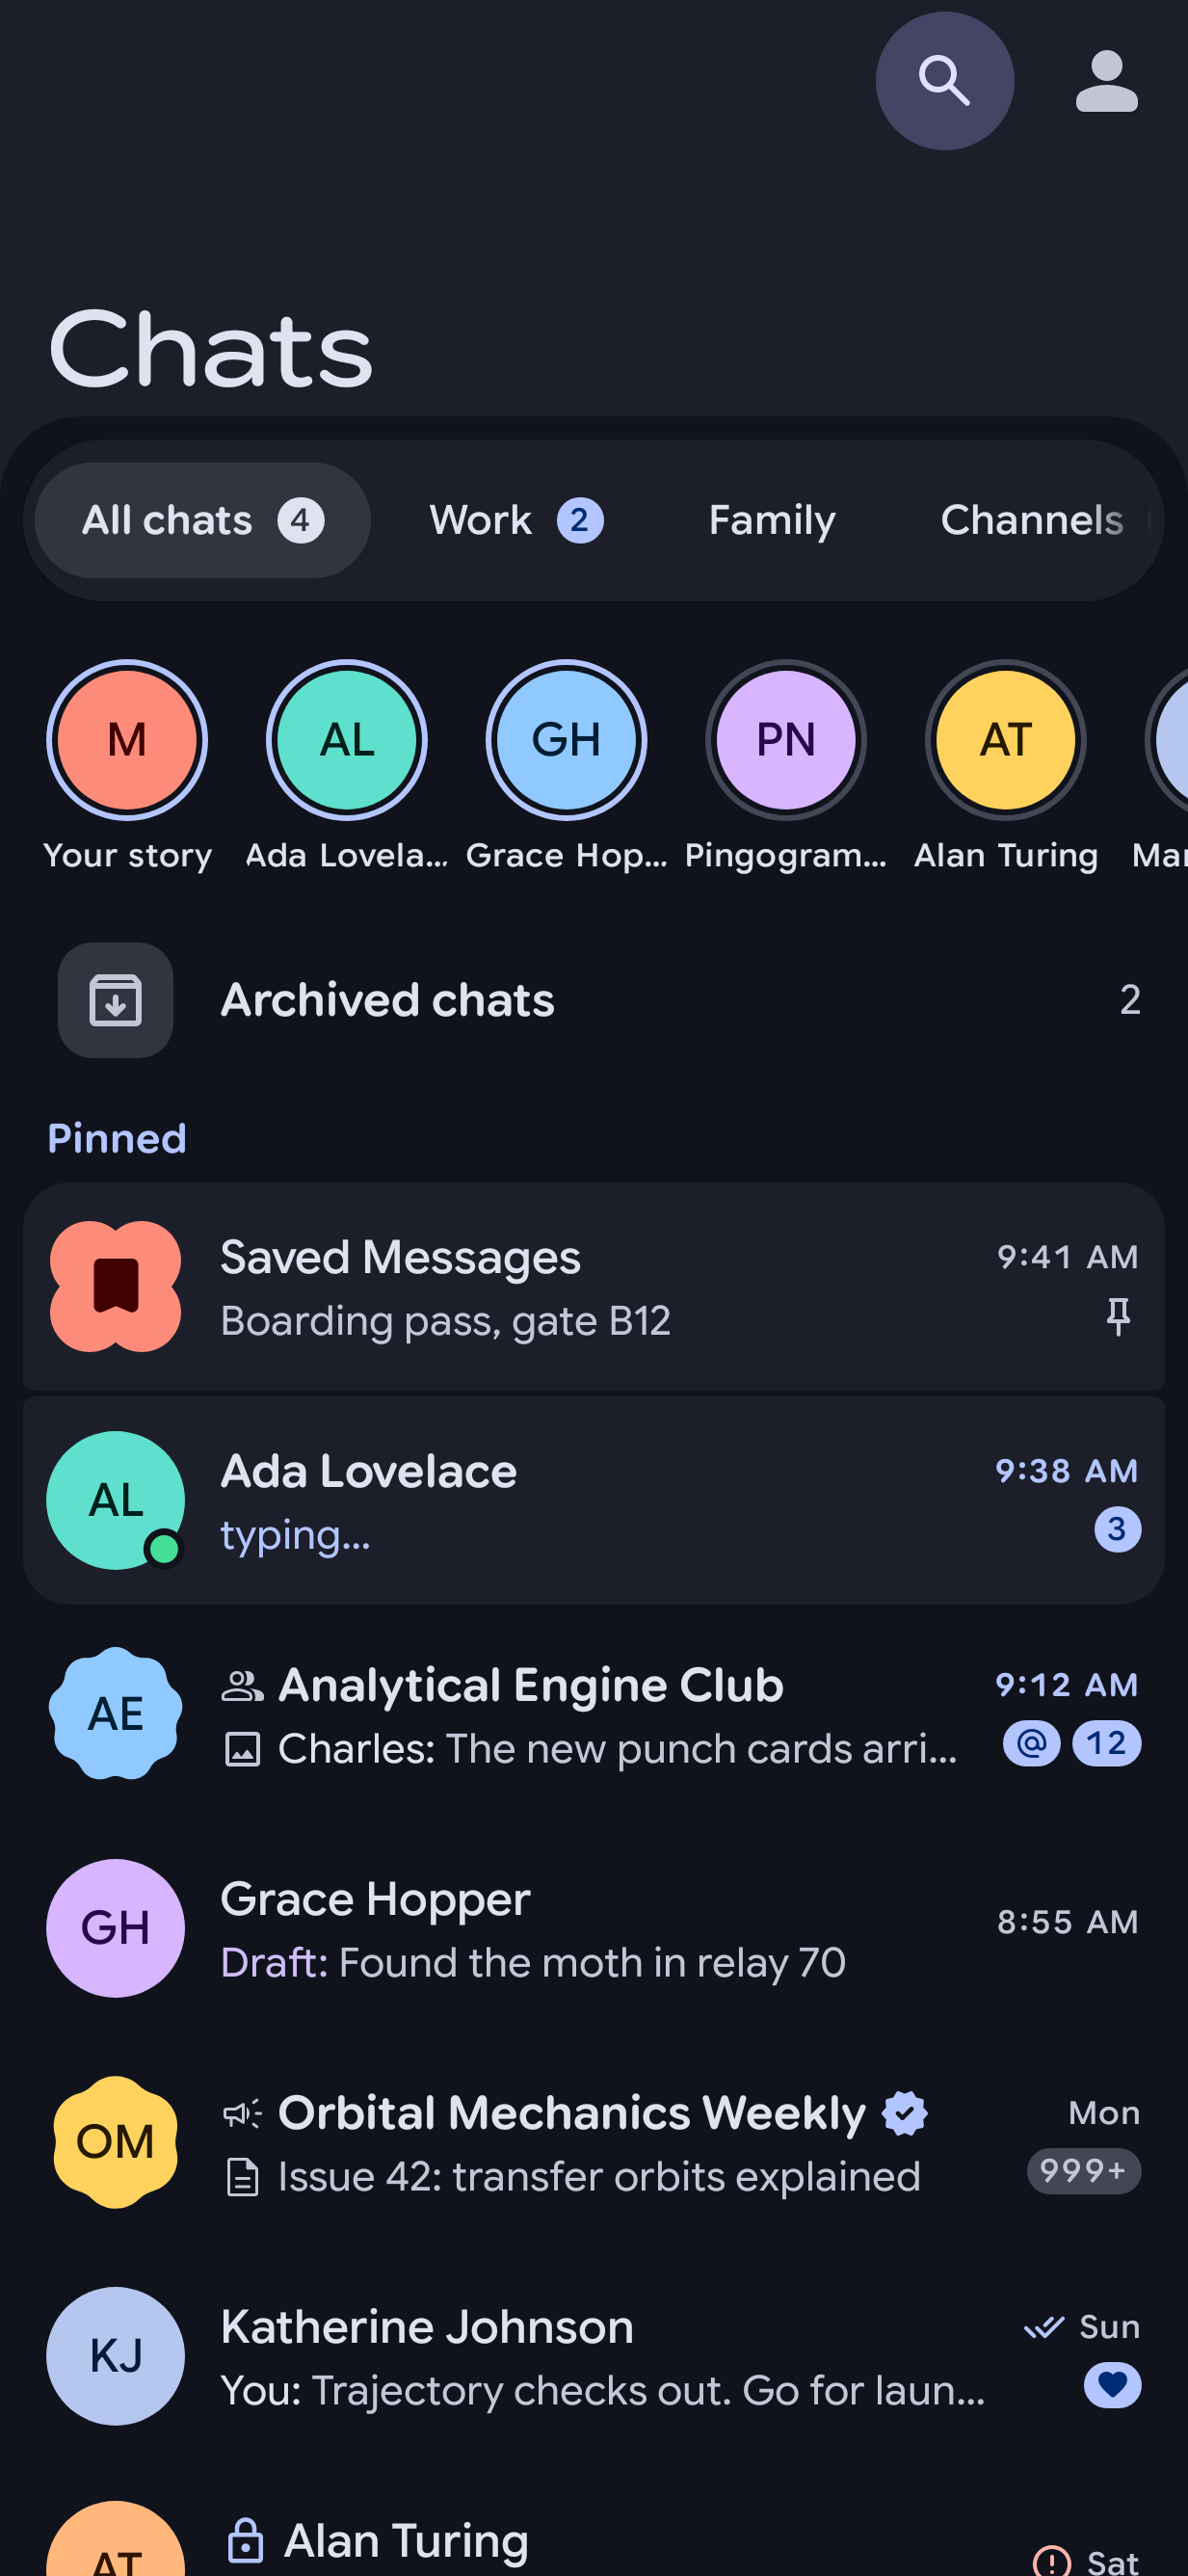 Chats
All chats 4 Work 2 Family Channels
M AL GH PN AT
Your story Ada Lovela... Grace Hop... Pingogram... Alan Turing Mar
Archived chats 2
Pinned
Saved Messages 9:41 AM
Boarding pass, gate B12
AL Ada Lovelace 9:38 AM
typing... 3
AE Analytical Engine Club 9:12 AM
Charles: The new punch cards arri... @ 12
GH Grace Hopper 8:55 AM
Draft: Found the moth in relay 70
OM Orbital Mechanics Weekly Mon
Issue 42: transfer orbits explained 999+
KJ Katherine Johnson Sun
You: Trajectory checks out. Go for laun...
AT Alan Turing Sat